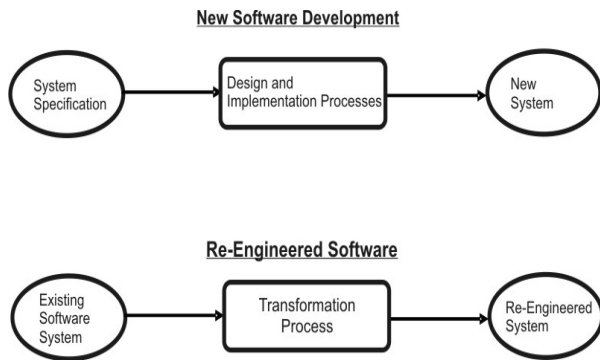 New Software Development
System
Specification
Design and
Implementation Processes
New
System
Re-Engineered Software
Existing
Software
System
Transformation
Process
Re-Engineered
System